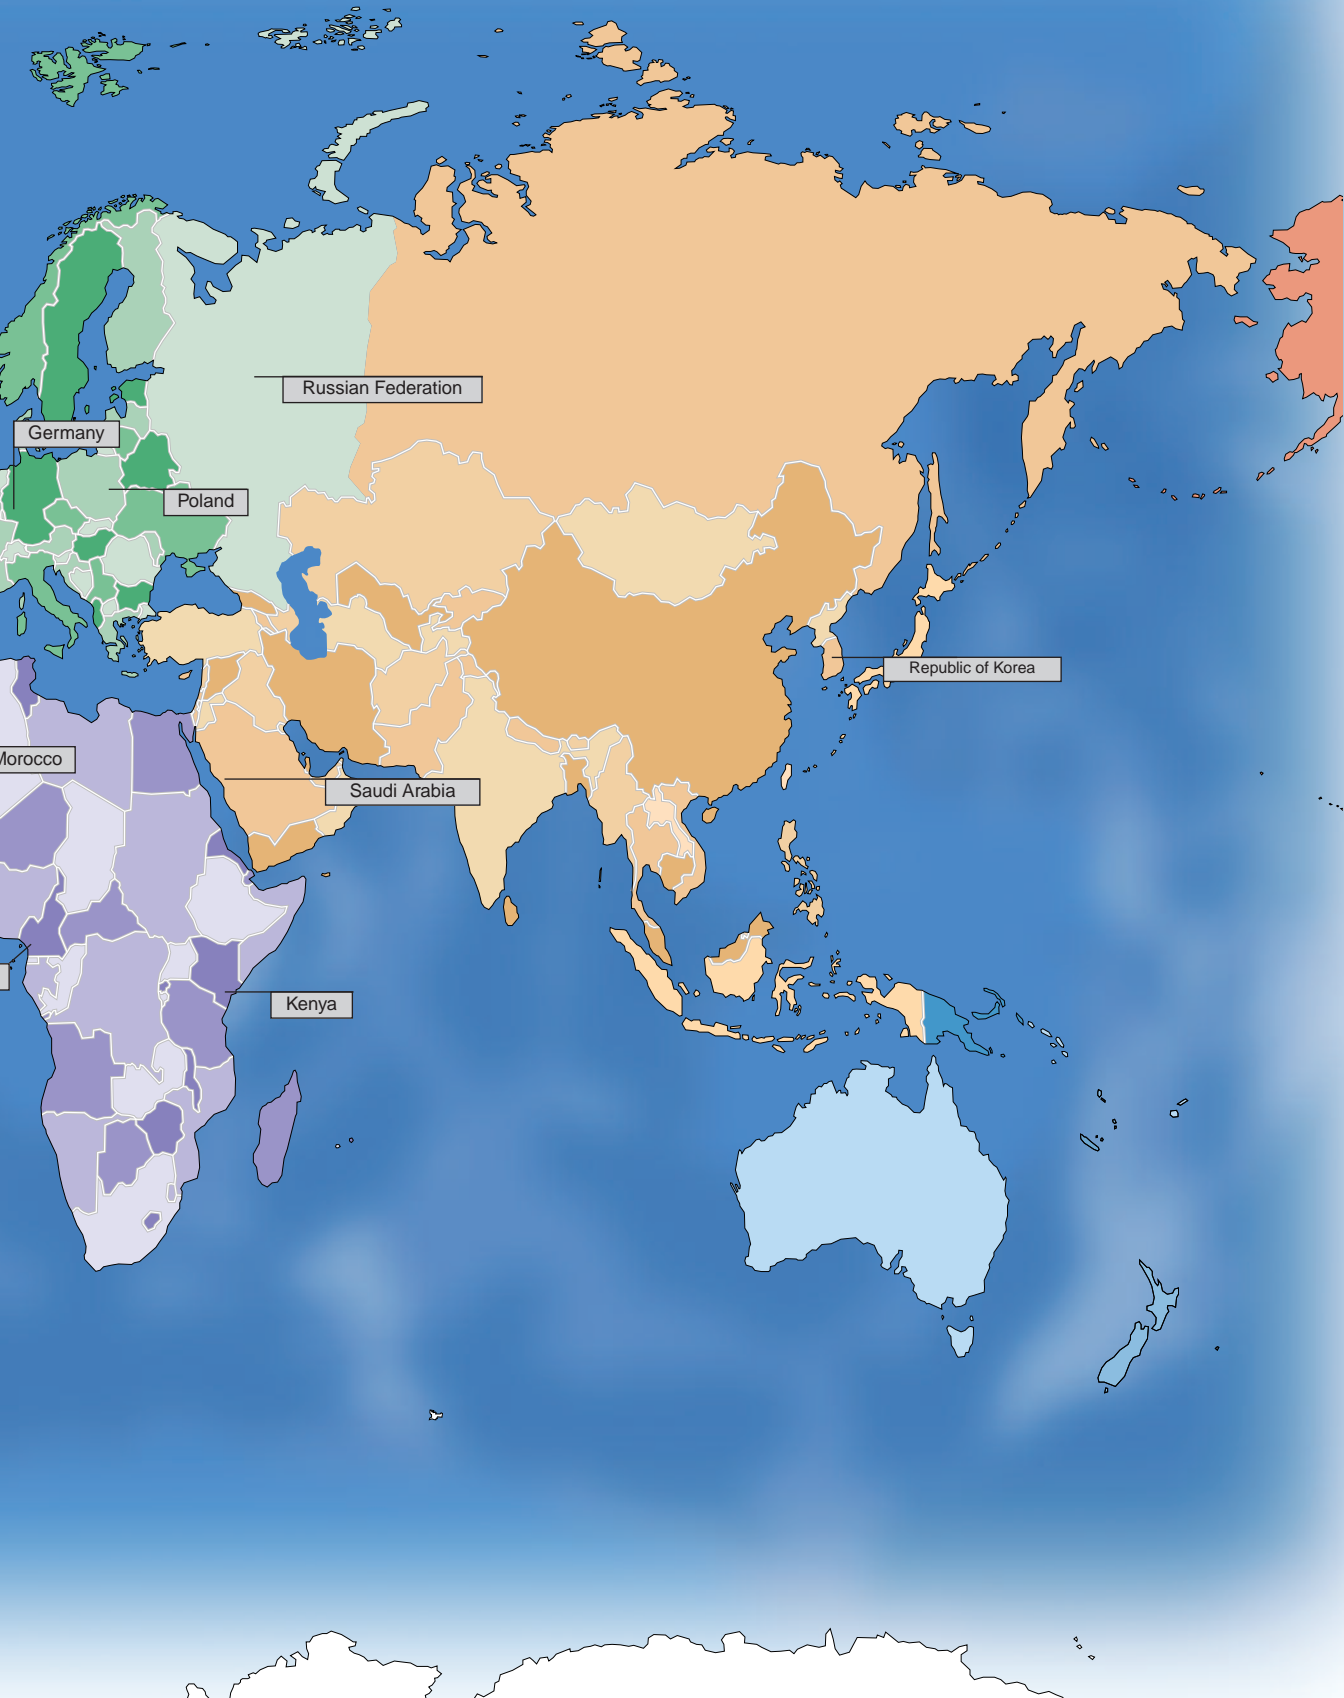 Russian Federation
Germany
Poland
Republic of Korea
Morocco
Saudi Arabia
Kenya